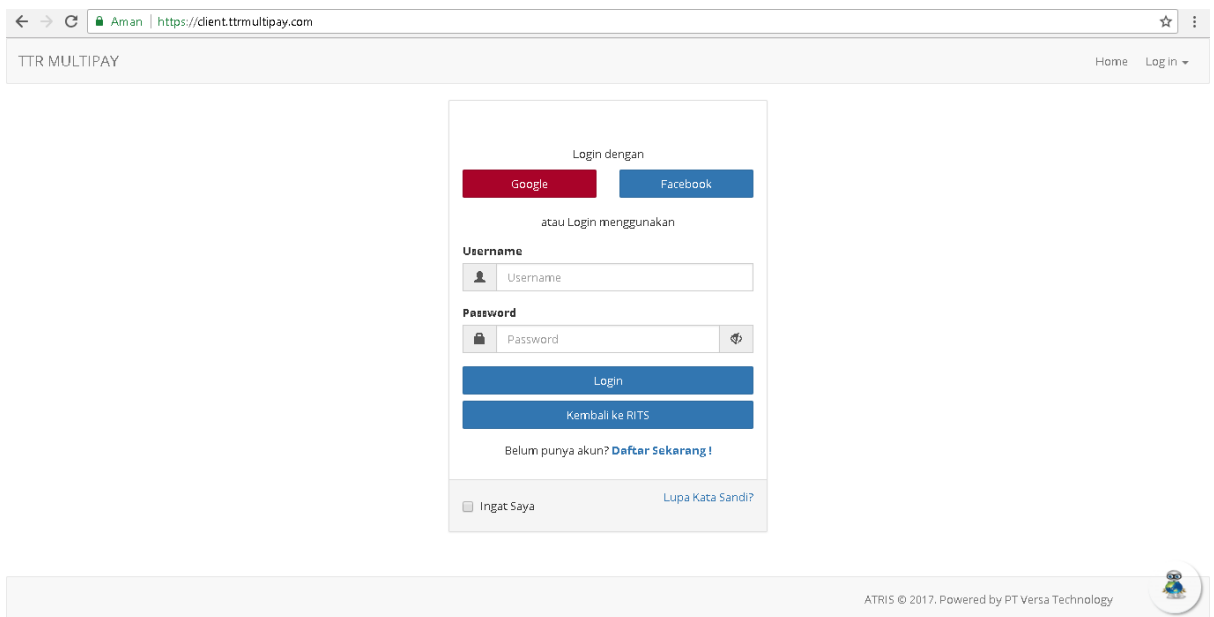 Aman | https://client.ttrmultipay.com
TTR MULTIPAY Home Log in
Login dengan
Google Facebook
atau Login menggunakan
Username
Username
Password
Password
Login
Kembali ke RITS
Belum punya akun? Daftar Sekarang !
Ingat Saya Lupa Kata Sandi?
ATRIS © 2017. Powered by PT Versa Technology